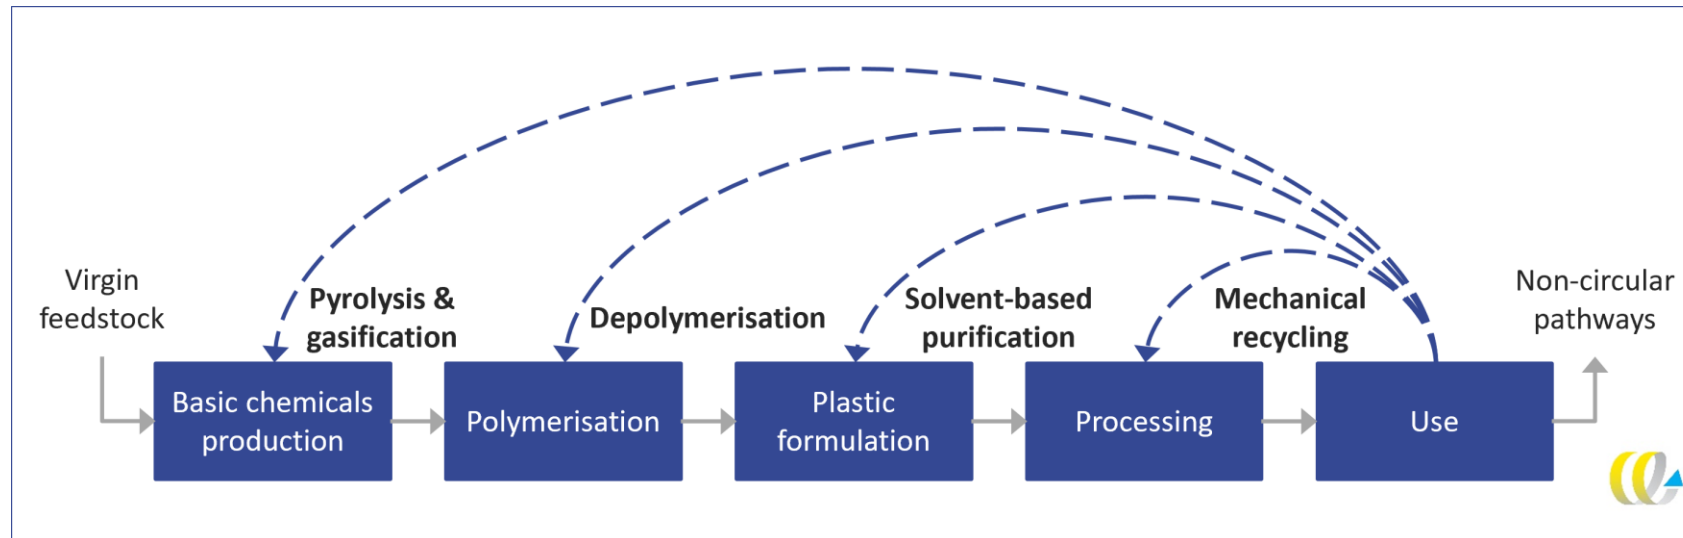 Virgin
feedstock
Pyrolysis &
gasification
Depolymerisation
Solvent-based
purification
Mechanical
recycling
Non-circular
pathways
Basic chemicals
production
Polymerisation
Plastic
formulation
Processing
Use